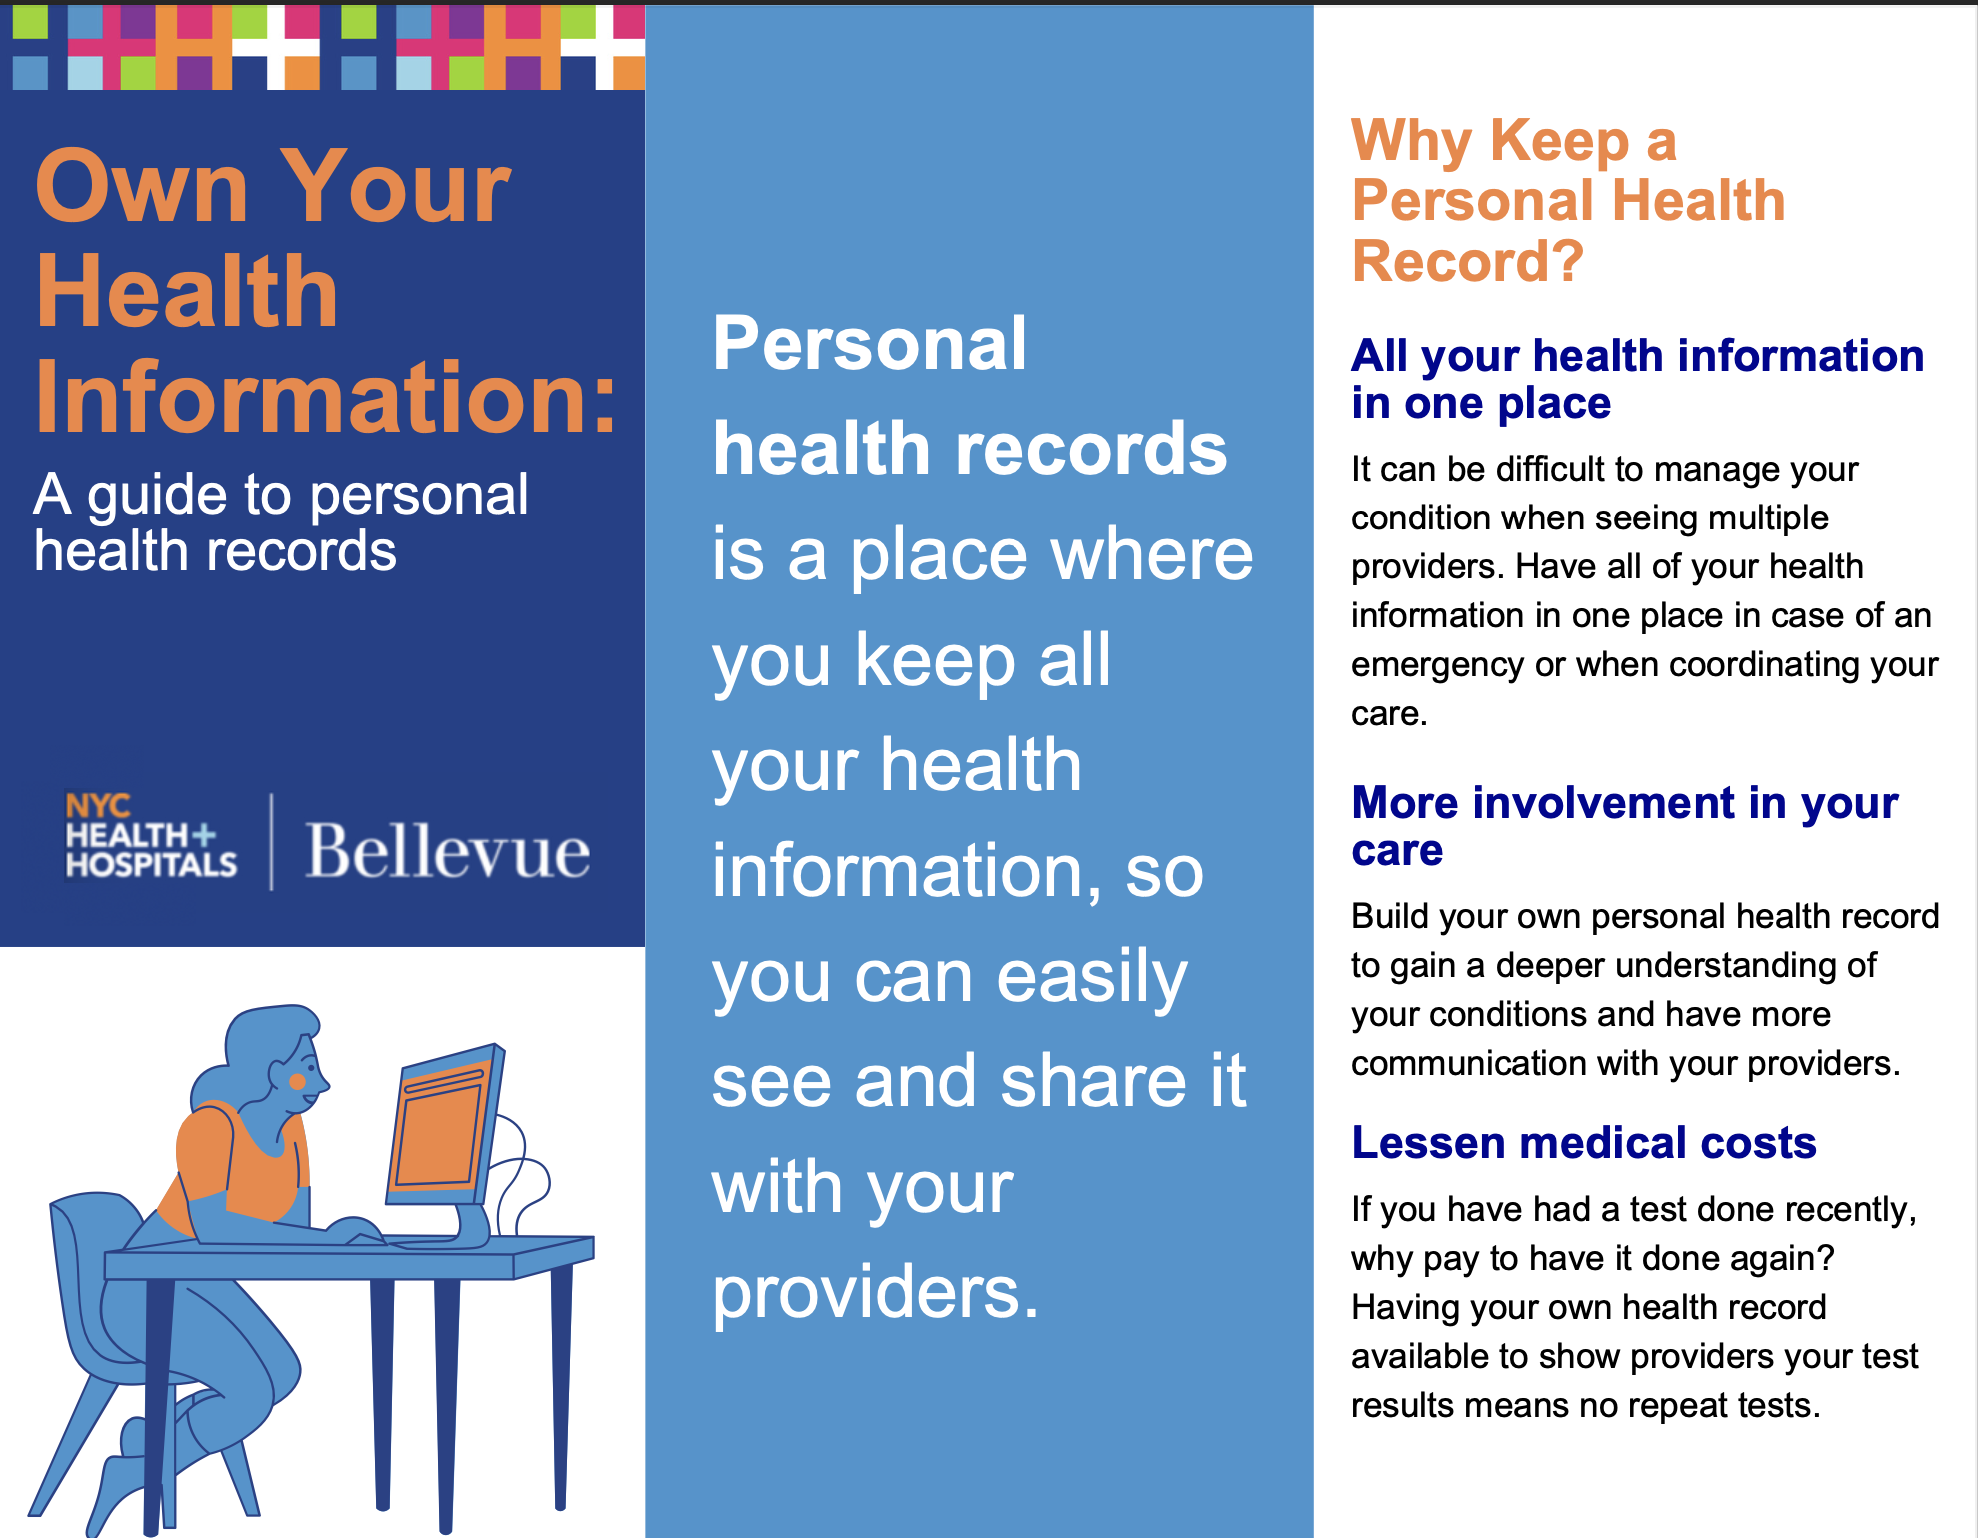 Own Your
Health
Information:
A guide to personal
health records
NYC
HEALTH+
HOSPITALS
Bellevue
Personal
health records
is a place where
you keep all
your health
information, so
you can easily
see and share it
with your
providers.
Why Keep a
Personal Health
Record?
All your health information
in one place
It can be difficult to manage your
condition when seeing multiple
providers. Have all of your health
information in one place in case of an
emergency or when coordinating your
care.
More involvement in your
care
Build your own personal health record
to gain a deeper understanding of
your conditions and have more
communication with your providers.
Lessen medical costs
If you have had a test done recently,
why pay to have it done again?
Having your own health record
available to show providers your test
results means no repeat tests.